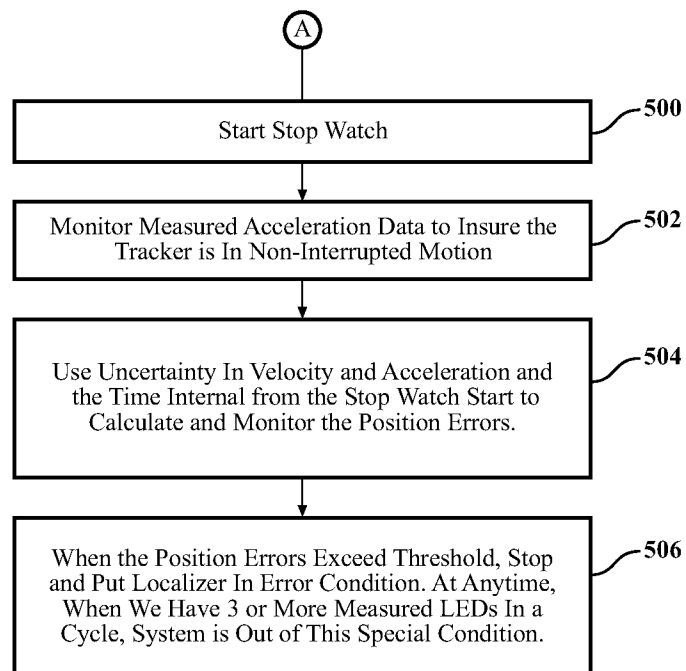 A
Start Stop Watch
500
Monitor Measured Acceleration Data to Insure the
Tracker is In Non-Interrupted Motion
502
Use Uncertainty In Velocity and Acceleration and
the Time Internal from the Stop Watch Start to
Calculate and Monitor the Position Errors.
504
When the Position Errors Exceed Threshold, Stop
and Put Localizer In Error Condition. At Anytime,
When We Have 3 or More Measured LEDs In a
Cycle, System is Out of This Special Condition.
506